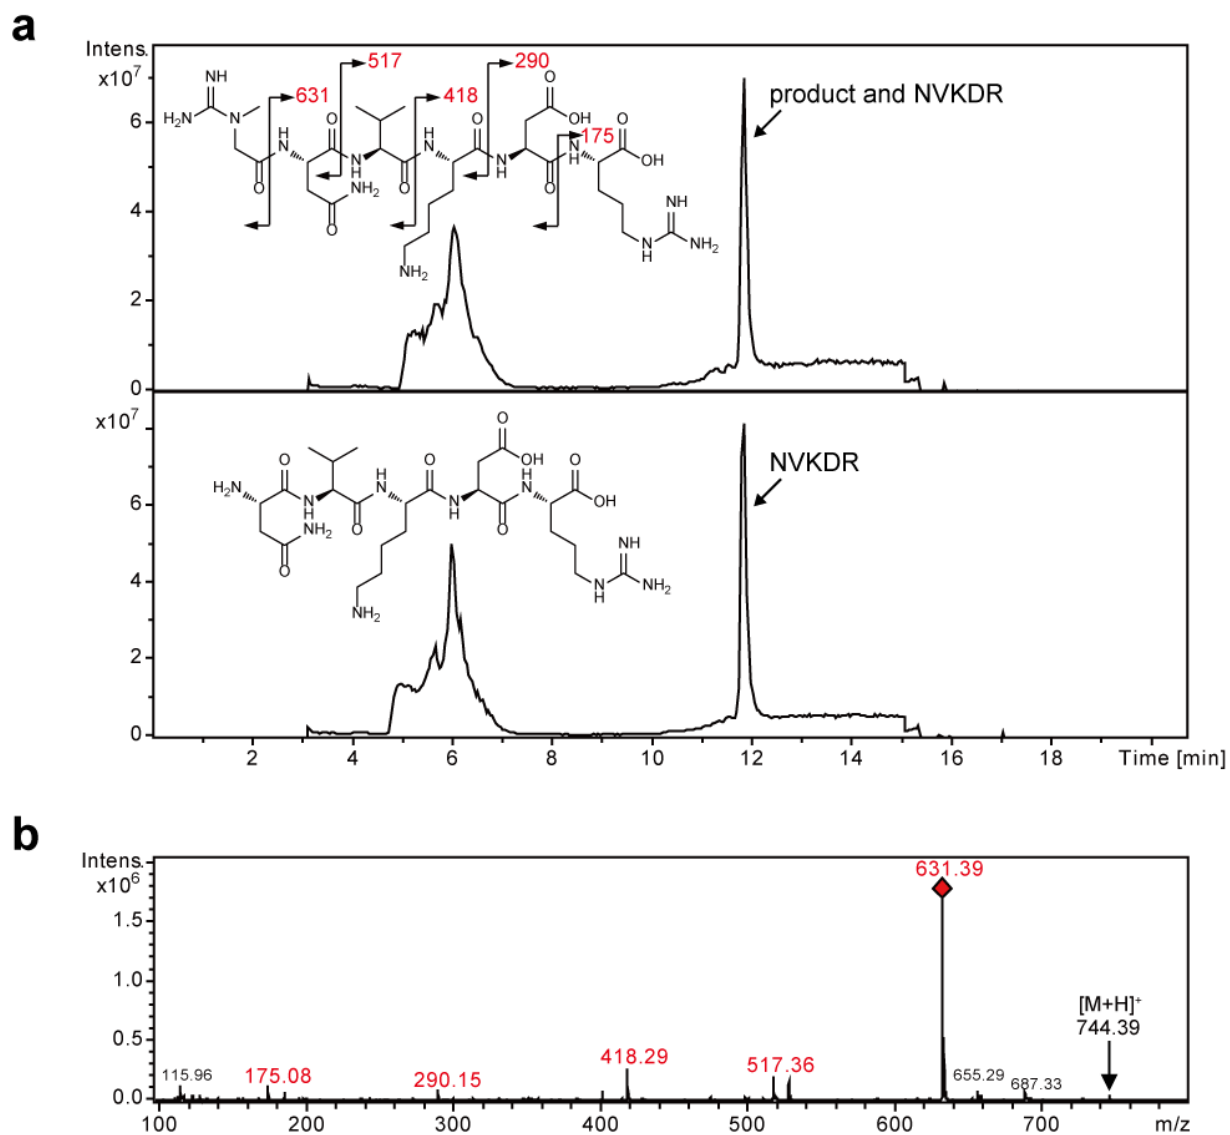 a
Intens.
x10⁷
6
4
2
0
631
517
418
290
175
NH
H₂N
N
O
H
N
O
NH₂
O
N
H
O
H
N
NH₂
O
N
H
O
OH
O
H
N
O
OH
N
H
NH
NH₂
product and NVKDR
x10⁷
6
4
2
0
H₂N
O
NH₂
O
N
H
O
H
N
NH₂
O
N
H
O
OH
O
H
N
O
OH
N
H
NH
NH₂
NVKDR
2 4 6 8 10 12 14 16 18 Time [min]
b
Intens.
x10⁶
1.5
1.0
0.5
0.0
115.96
175.08
290.15
418.29
517.36
631.39
655.29
687.33
[M+H]⁺
744.39
100 200 300 400 500 600 700 m/z